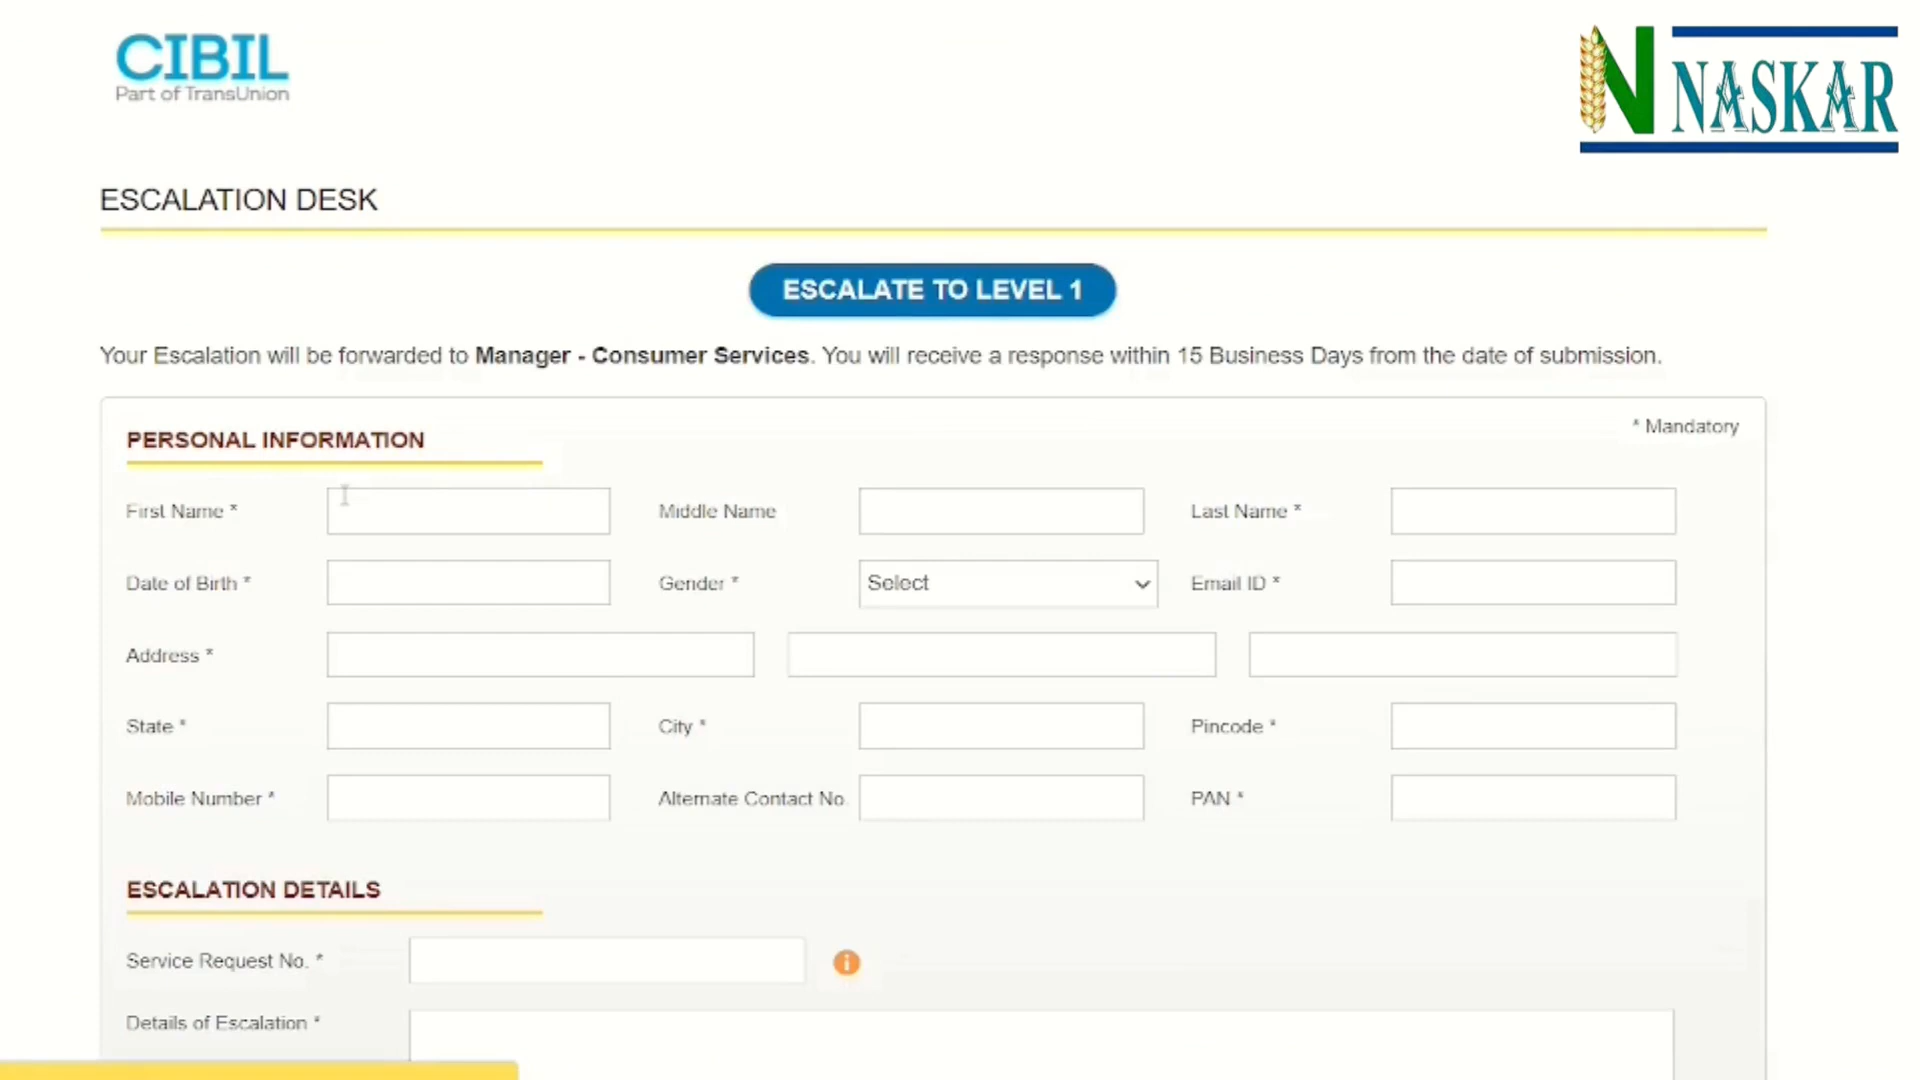 CIBIL
Part of TransUnion
N NASKAR
ESCALATION DESK
ESCALATE TO LEVEL 1
Your Escalation will be forwarded to Manager - Consumer Services. You will receive a response within 15 Business Days from the date of submission.
* Mandatory
PERSONAL INFORMATION
First Name * Middle Name Last Name *
Date of Birth * Gender * Select Email ID *
Address *
State * City * Pincode *
Mobile Number * Alternate Contact No. PAN *
ESCALATION DETAILS
Service Request No. * i
Details of Escalation *